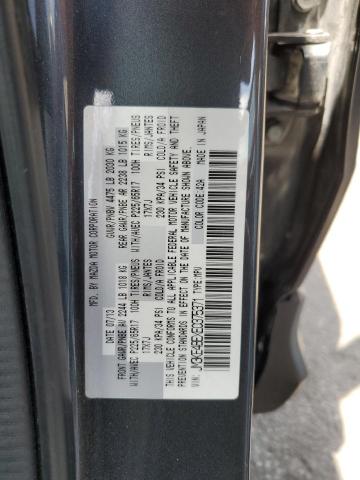 MFD BY MAZDA MOTOR CORPORATION
07/13 GVWR/PNBV 4475 LB 2030 KG
FRONT GAWR/PNBE AV 2244 LB 1018 KG REAR GAWR/PNBE AR 2238 LB 1015 KG
WITH/AVEC P225/65R17 100H TIRES/PNEUS WITH/AVEC P225/65R17 100H TIRES/PNEUS
17X7J RIMS/JANTES 17X7J RIMS/JANTES
230 KPA/34 PSI COLD/A FROID 230 KPA/34 PSI COLD/A FROID
THIS VEHICLE CONFORMS TO ALL APPLICABLE FEDERAL MOTOR VEHICLE SAFETY AND THEFT
PREVENTION STANDARDS IN EFFECT ON THE DATE OF MANUFACTURE SHOWN ABOVE.
TYPE: MPV COLOR CODE: 42A MADE IN JAPAN